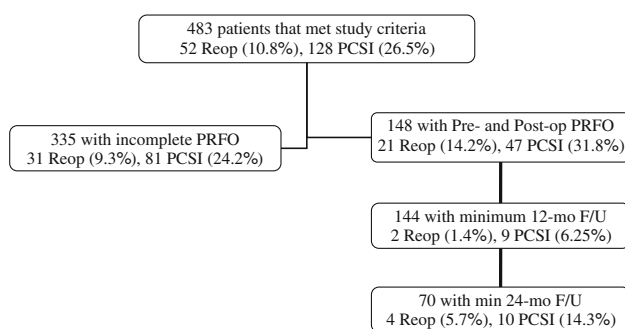 483 patients that met study criteria
52 Reop (10.8%), 128 PCSI (26.5%)
335 with incomplete PRFO
31 Reop (9.3%), 81 PCSI (24.2%)
148 with Pre- and Post-op PRFO
21 Reop (14.2%), 47 PCSI (31.8%)
144 with minimum 12-mo F/U
2 Reop (1.4%), 9 PCSI (6.25%)
70 with min 24-mo F/U
4 Reop (5.7%), 10 PCSI (14.3%)